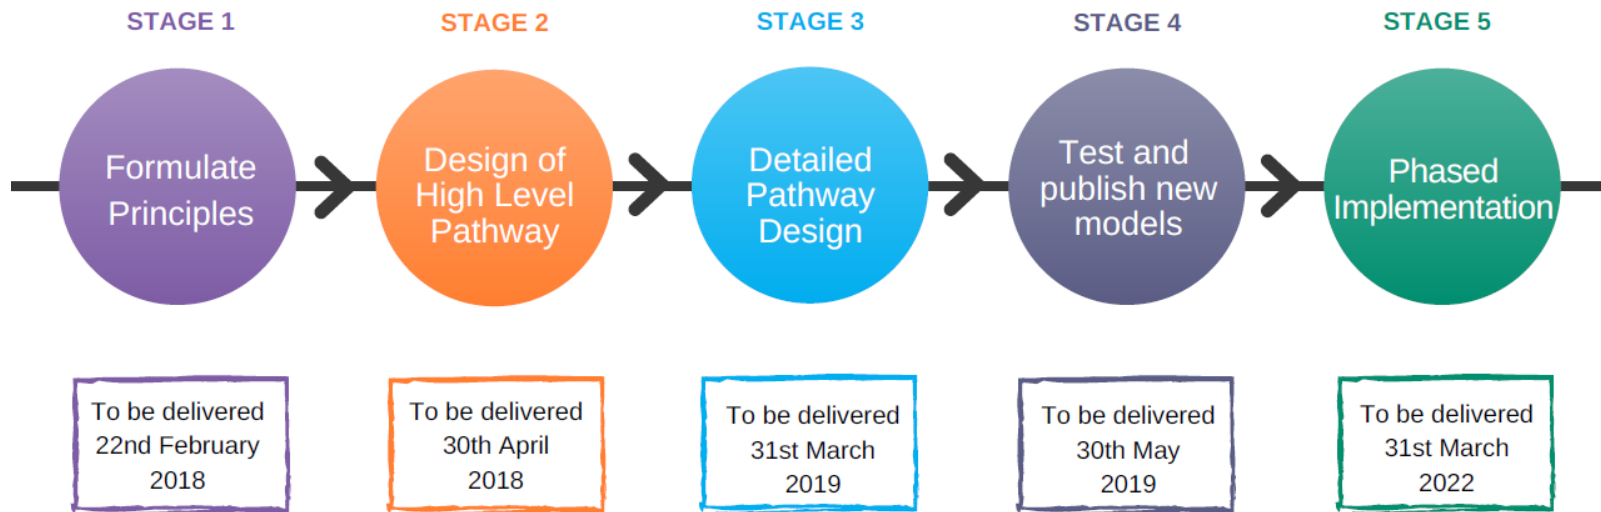 STAGE 1
STAGE 2
STAGE 3
STAGE 4
STAGE 5
Formulate
Principles
Design of
High Level
Pathway
Detailed
Pathway
Design
Test and
publish new
models
Phased
Implementation
To be delivered
22nd February
2018
To be delivered
30th April
2018
To be delivered
31st March
2019
To be delivered
30th May
2019
To be delivered
31st March
2022